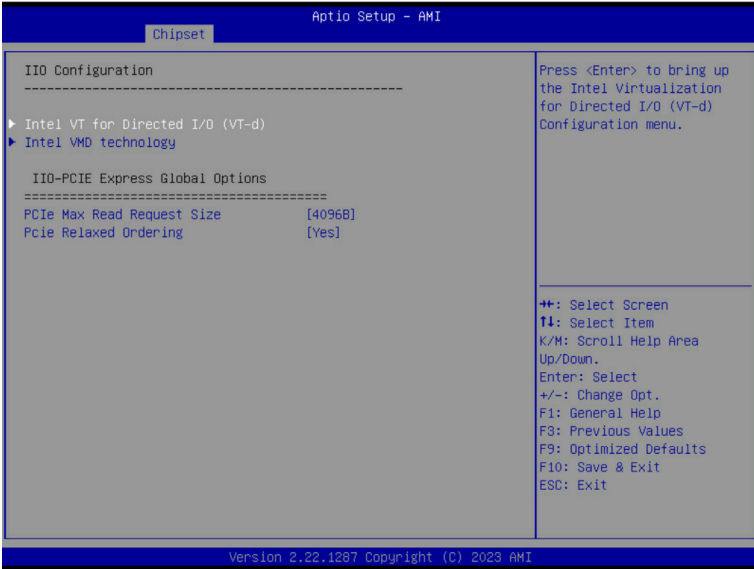 Aptio Setup – AMI
Chipset
IIO Configuration
--------------------------------------------------
Intel VT for Directed I/O (VT-d)
Intel VMD technology
IIO-PCIE Express Global Options
========================================
PCIe Max Read Request Size [4096B]
Pcie Relaxed Ordering [Yes]
Press <Enter> to bring up
the Intel Virtualization
for Directed I/O (VT-d)
Configuration menu.
→←: Select Screen
↑↓: Select Item
K/M: Scroll Help Area
Up/Down.
Enter: Select
+/-: Change Opt.
F1: General Help
F3: Previous Values
F9: Optimized Defaults
F10: Save & Exit
ESC: Exit
Version 2.22.1287 Copyright (C) 2023 AMI